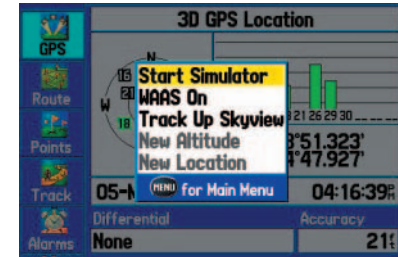 3D GPS Location
GPS
N
Start Simulator
WAAS On
Track Up Skyview
New Altitude
New Location
MENU for Main Menu
Route
W
16
18
21 26 29 30
Points
°51.323'
°47.927'
Track
05-
04:16:39
Differential
Accuracy
Alarms
None
21